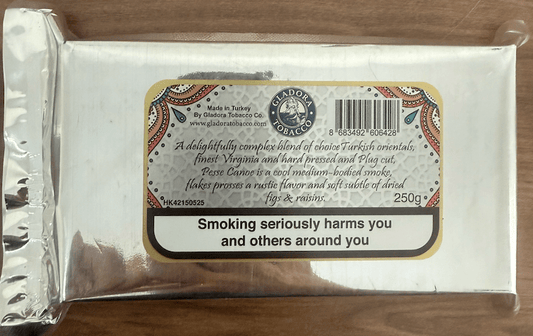 Made in Turkey
By Gladora Tobacco Co.
www.gladoratobacco.com
GLADORA
TOBACCO
8 683492 606428
A delightfully complex blend of choice Turkish orientals,
finest Virginia and hard pressed and Plug cut,
Pesse Canoe is a cool medium-bodied smoke,
flakes prosses a rustic flavor and soft subtle of dried
figs & raisins.
HK42150525
250g
Smoking seriously harms you
and others around you